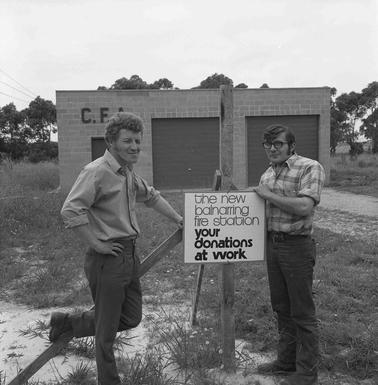 C.F.A.
the new
balnarring
fire station
your
donations
at work